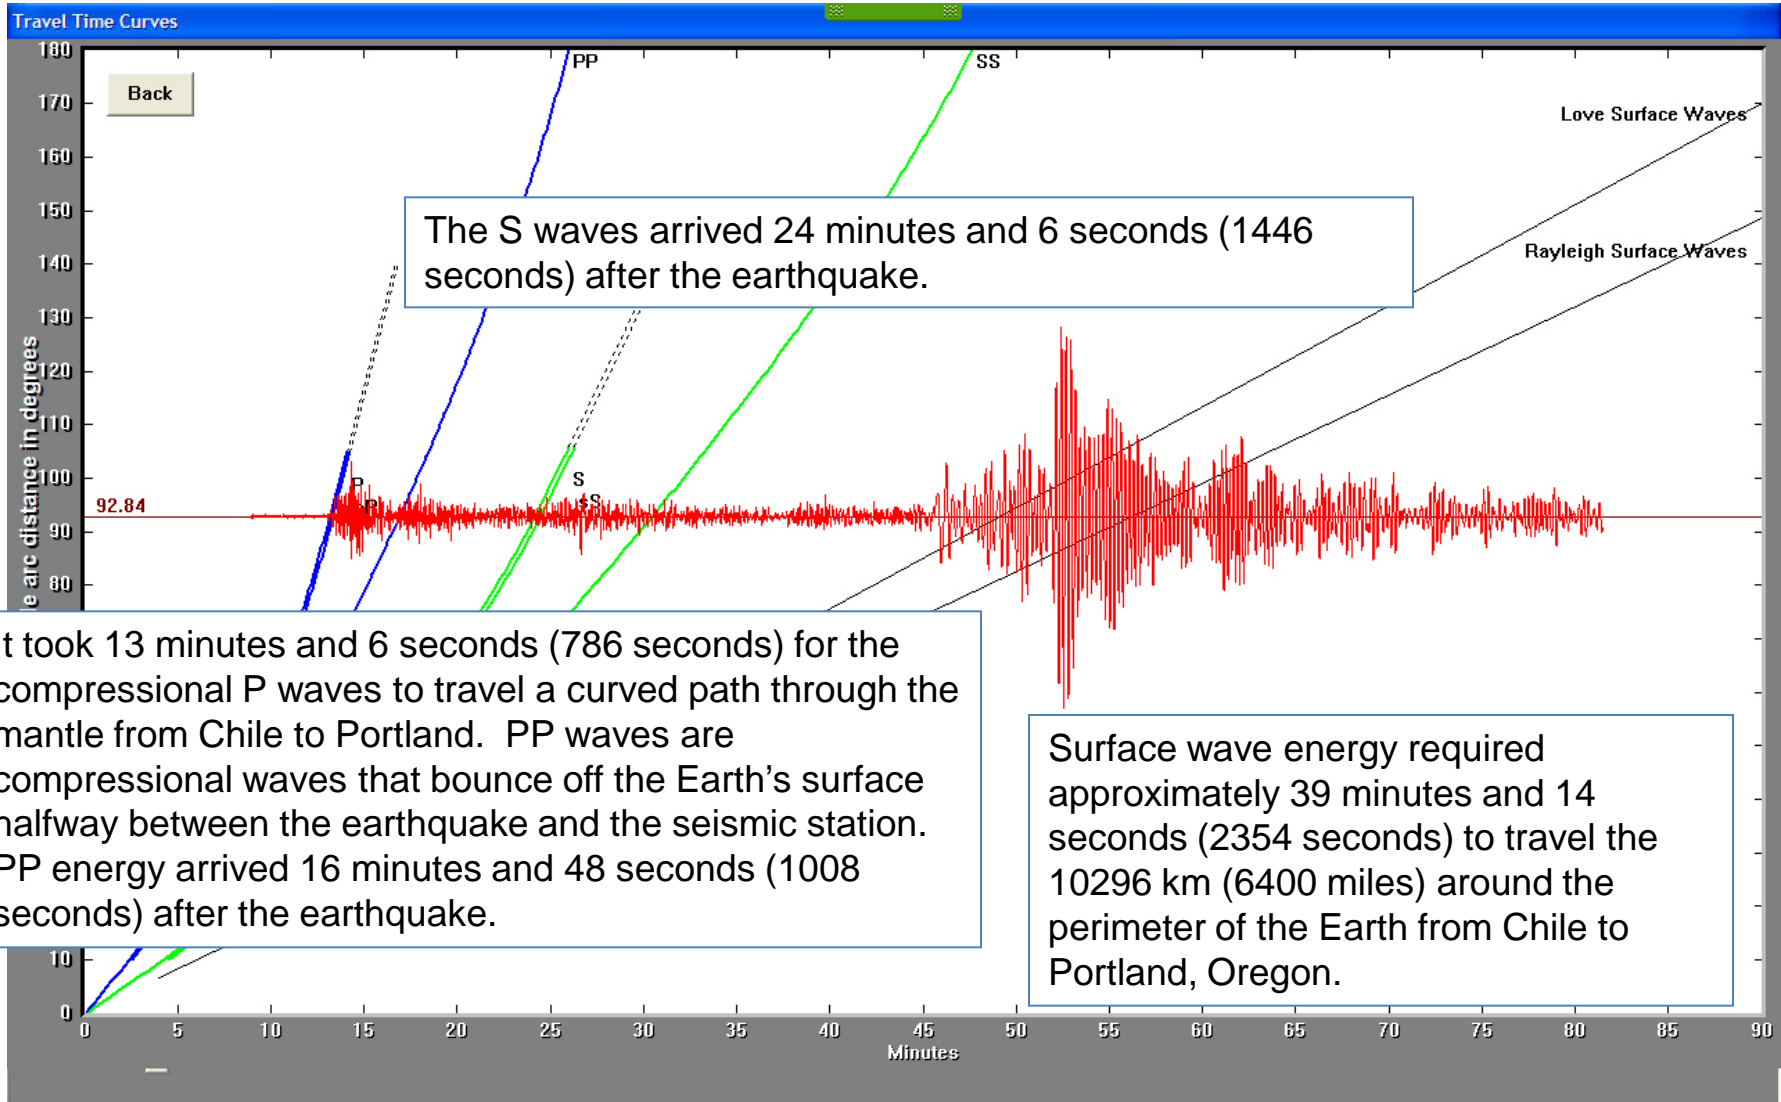 Travel Time Curves
180
PP
SS
Back
170
Love Surface Waves
160
150
The S waves arrived 24 minutes and 6 seconds (1446
seconds) after the earthquake.
Rayleigh Surface Waves
140
130
120
110
100
P
S
92.84
P
sS
90
80
e arc distance in degrees
t took 13 minutes and 6 seconds (786 seconds) for the
compressional P waves to travel a curved path through the
mantle from Chile to Portland. PP waves are
compressional waves that bounce off the Earth’s surface
halfway between the earthquake and the seismic station.
PP energy arrived 16 minutes and 48 seconds (1008
seconds) after the earthquake.
Surface wave energy required
approximately 39 minutes and 14
seconds (2354 seconds) to travel the
10296 km (6400 miles) around the
perimeter of the Earth from Chile to
Portland, Oregon.
10
0
0 5 10 15 20 25 30 35 40 45 50 55 60 65 70 75 80 85 90
Minutes